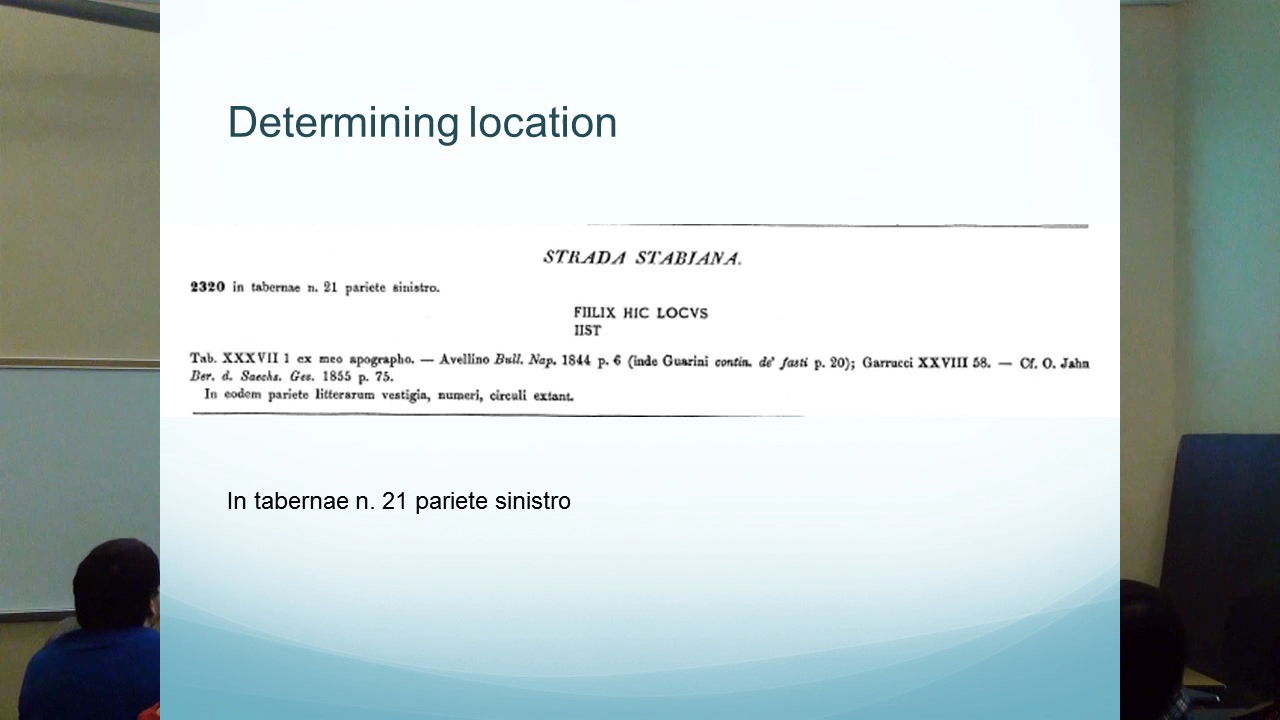 Determining location
STRADA STABIANA.
2320 in tabernae n. 21 pariete sinistro.
FIILIX HIC LOCVS
IIST
Tab. XXXVII 1 ex meo apographo. — Avellino Bull. Nap. 1844 p. 6 (inde Guarini contin. de' fasti p. 20); Garrucci XXVIII 58. — Cf. O. Jahn
Ber. d. Saechs. Ges. 1855 p. 75.
In eodem pariete litterarum vestigia, numeri, circuli extant.
In tabernae n. 21 pariete sinistro